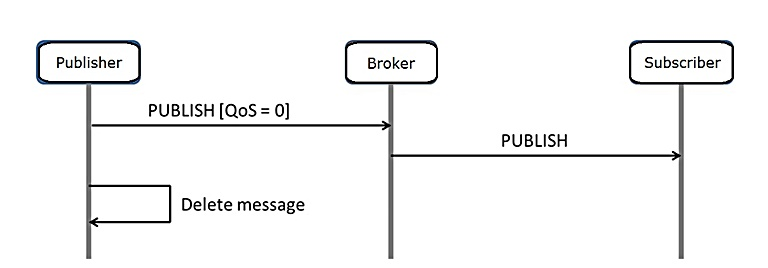 Publisher
Broker
Subscriber
PUBLISH [QoS = 0]
PUBLISH
Delete message